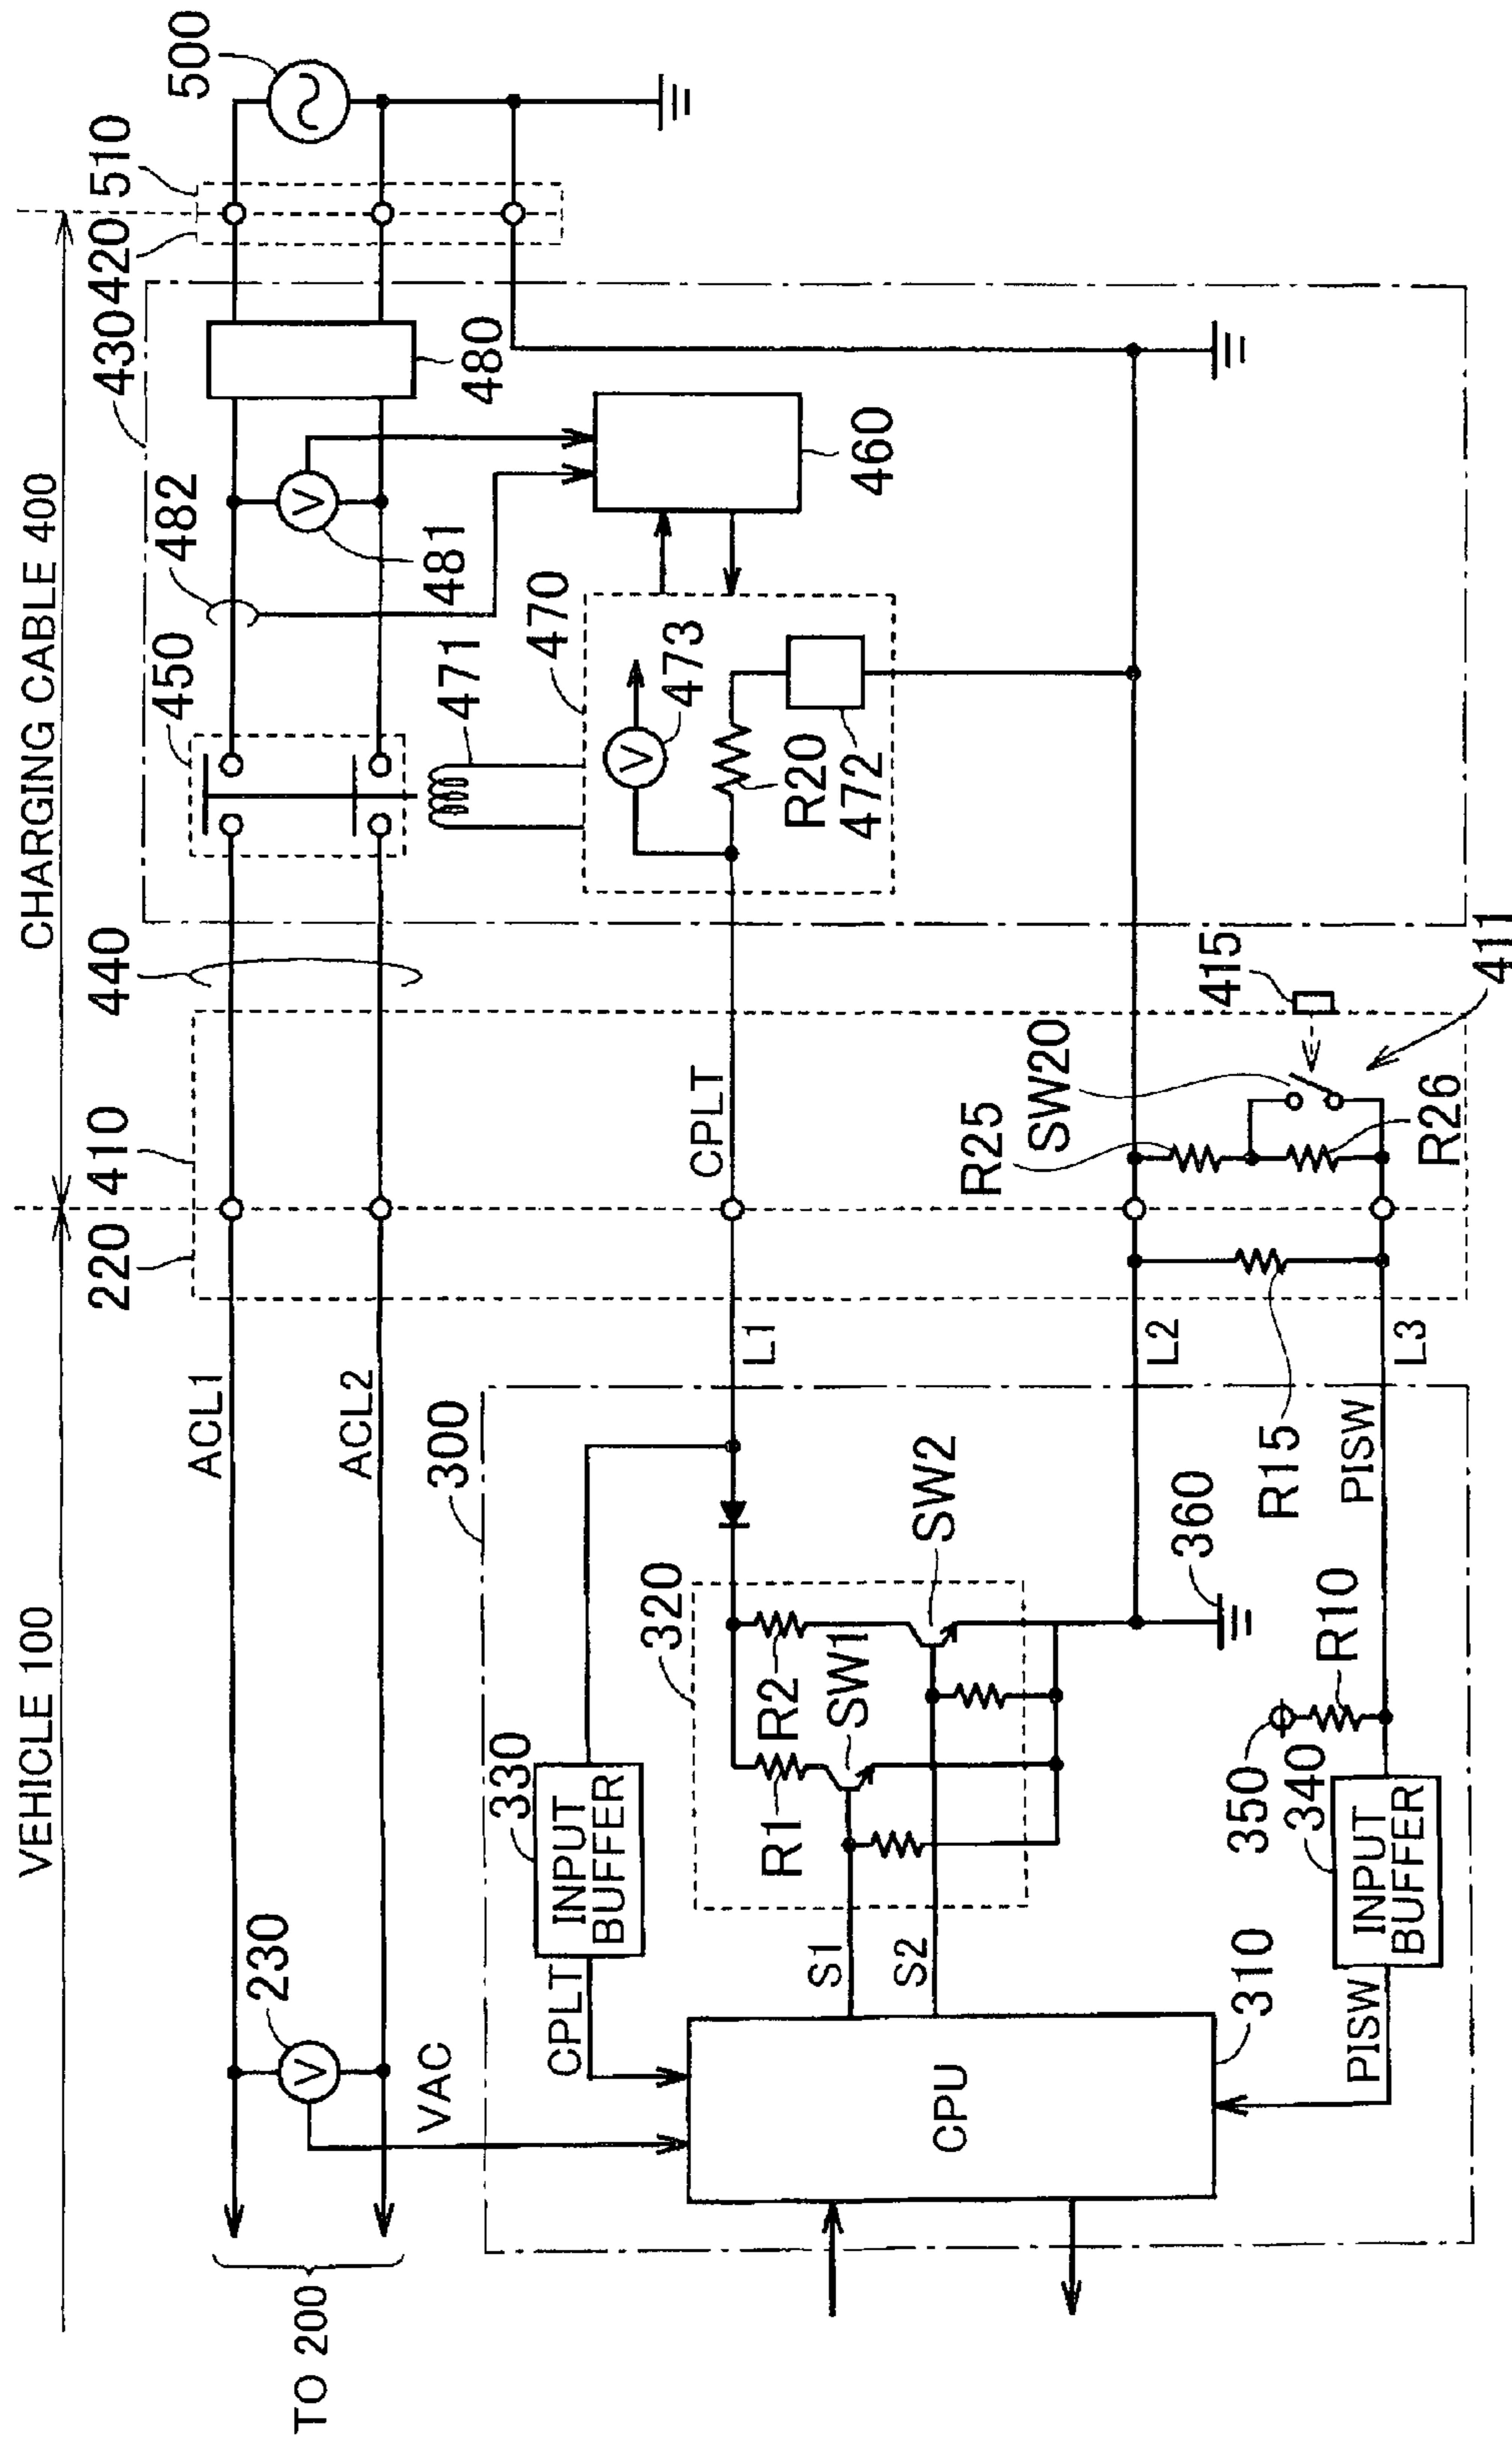 VEHICLE 100
CHARGING CABLE 400
TO 200
230
VAC
ACL1
ACL2
220
410
440
450
482
430
420
510
500
481
480
471
470
473
R20
472
460
300
330
INPUT
BUFFER
CPLT
L1
CPLT
320
R1
R2
SW1
SW2
S1
S2
CPU
310
L2
360
R25
SW20
415
411
R26
R15
L3
PISW
R10
350
340
INPUT
BUFFER
PISW
V
V
V